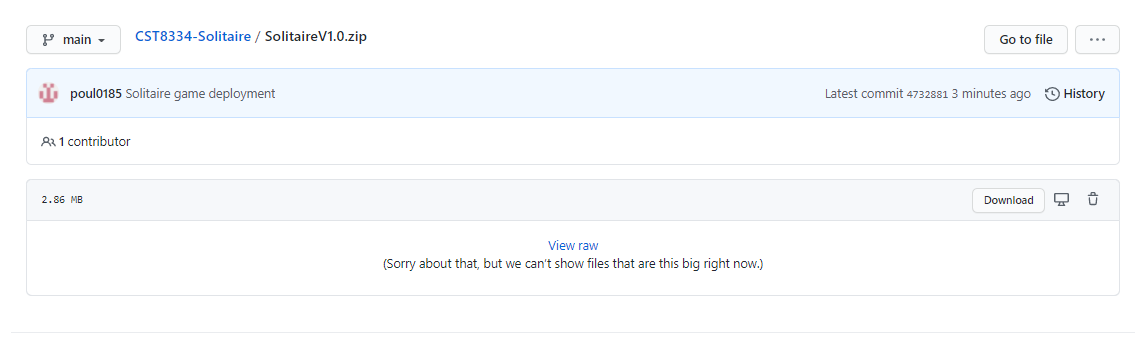 main CST8334-Solitaire / SolitaireV1.0.zip Go to file ...
poul0185 Solitaire game deployment Latest commit 4732881 3 minutes ago History
1 contributor
2.86 MB Download
View raw
(Sorry about that, but we can't show files that are this big right now.)